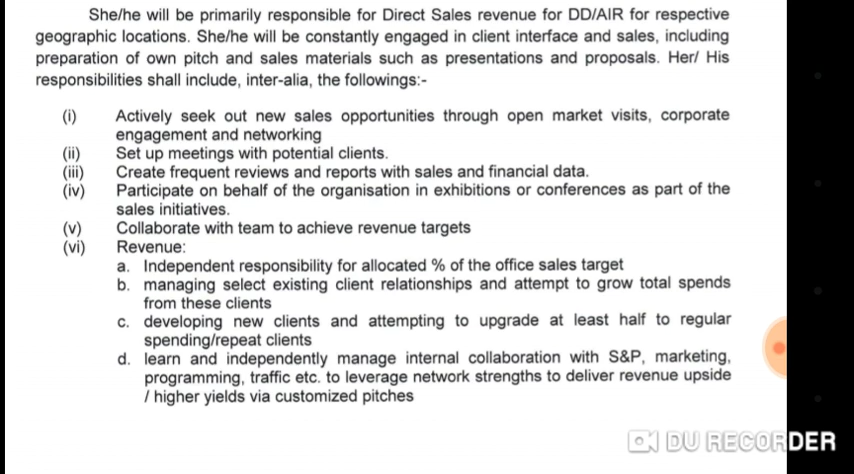 She/he will be primarily responsible for Direct Sales revenue for DD/AIR for respective
geographic locations. She/he will be constantly engaged in client interface and sales, including
preparation of own pitch and sales materials such as presentations and proposals. Her/ His
responsibilities shall include, inter-alia, the followings:-
(i) Actively seek out new sales opportunities through open market visits, corporate
engagement and networking
(ii) Set up meetings with potential clients.
(iii) Create frequent reviews and reports with sales and financial data.
(iv) Participate on behalf of the organisation in exhibitions or conferences as part of the
sales initiatives.
(v) Collaborate with team to achieve revenue targets
(vi) Revenue:
a. Independent responsibility for allocated % of the office sales target
b. managing select existing client relationships and attempt to grow total spends
from these clients
c. developing new clients and attempting to upgrade at least half to regular
spending/repeat clients
d. learn and independently manage internal collaboration with S&P, marketing,
programming, traffic etc. to leverage network strengths to deliver revenue upside
/ higher yields via customized pitches
DU RECORDER